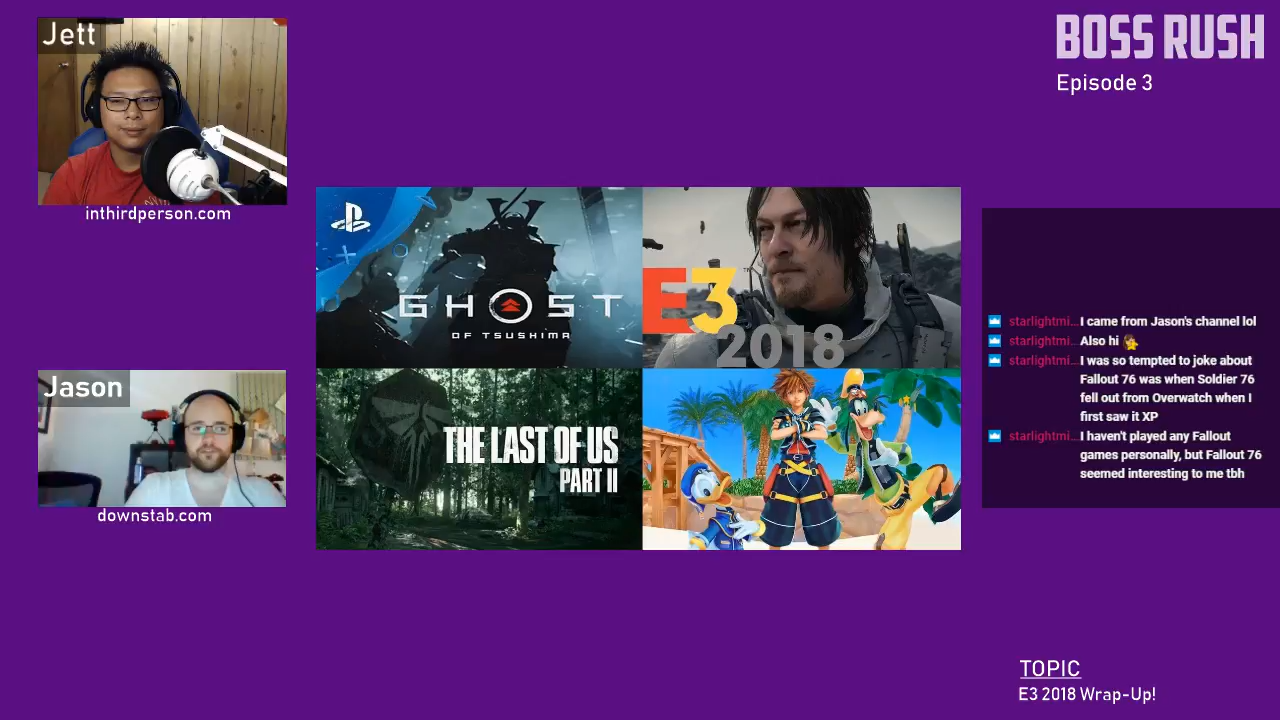 Jett
inthirdperson.com
BOSS RUSH
Episode 3
GHOST
OF TSUSHIMA
E3
TM
2018
THE LAST OF US
PART II
Jason
downstab.com
starlightmi... I came from Jason's channel lol
starlightmi... Also hi
starlightmi... I was so tempted to joke about
Fallout 76 was when Soldier 76
fell out from Overwatch when I
first saw it XP
starlightmi... I haven't played any Fallout
games personally, but Fallout 76
seemed interesting to me tbh
TOPIC
E3 2018 Wrap-Up!